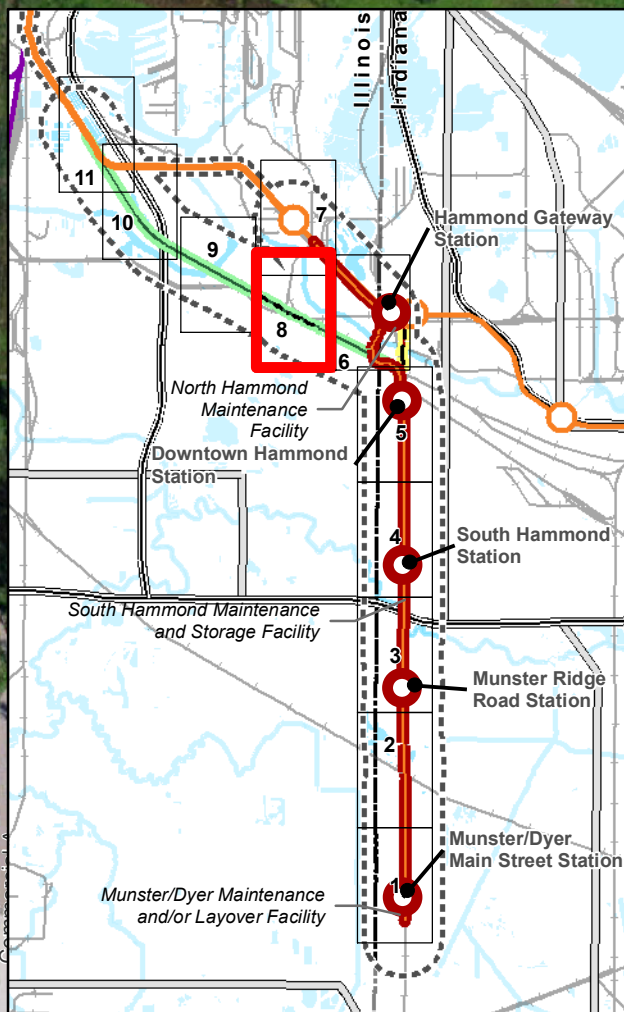 Illinois
Indiana
11
10
9
7
8
6
Hammond Gateway
Station
North Hammond
Maintenance
Facility
Downtown Hammond
Station
5
4
South Hammond
Station
South Hammond Maintenance
and Storage Facility
3
Munster Ridge
Road Station
2
Munster/Dyer
Main Street Station
1
Munster/Dyer Maintenance
and/or Layover Facility